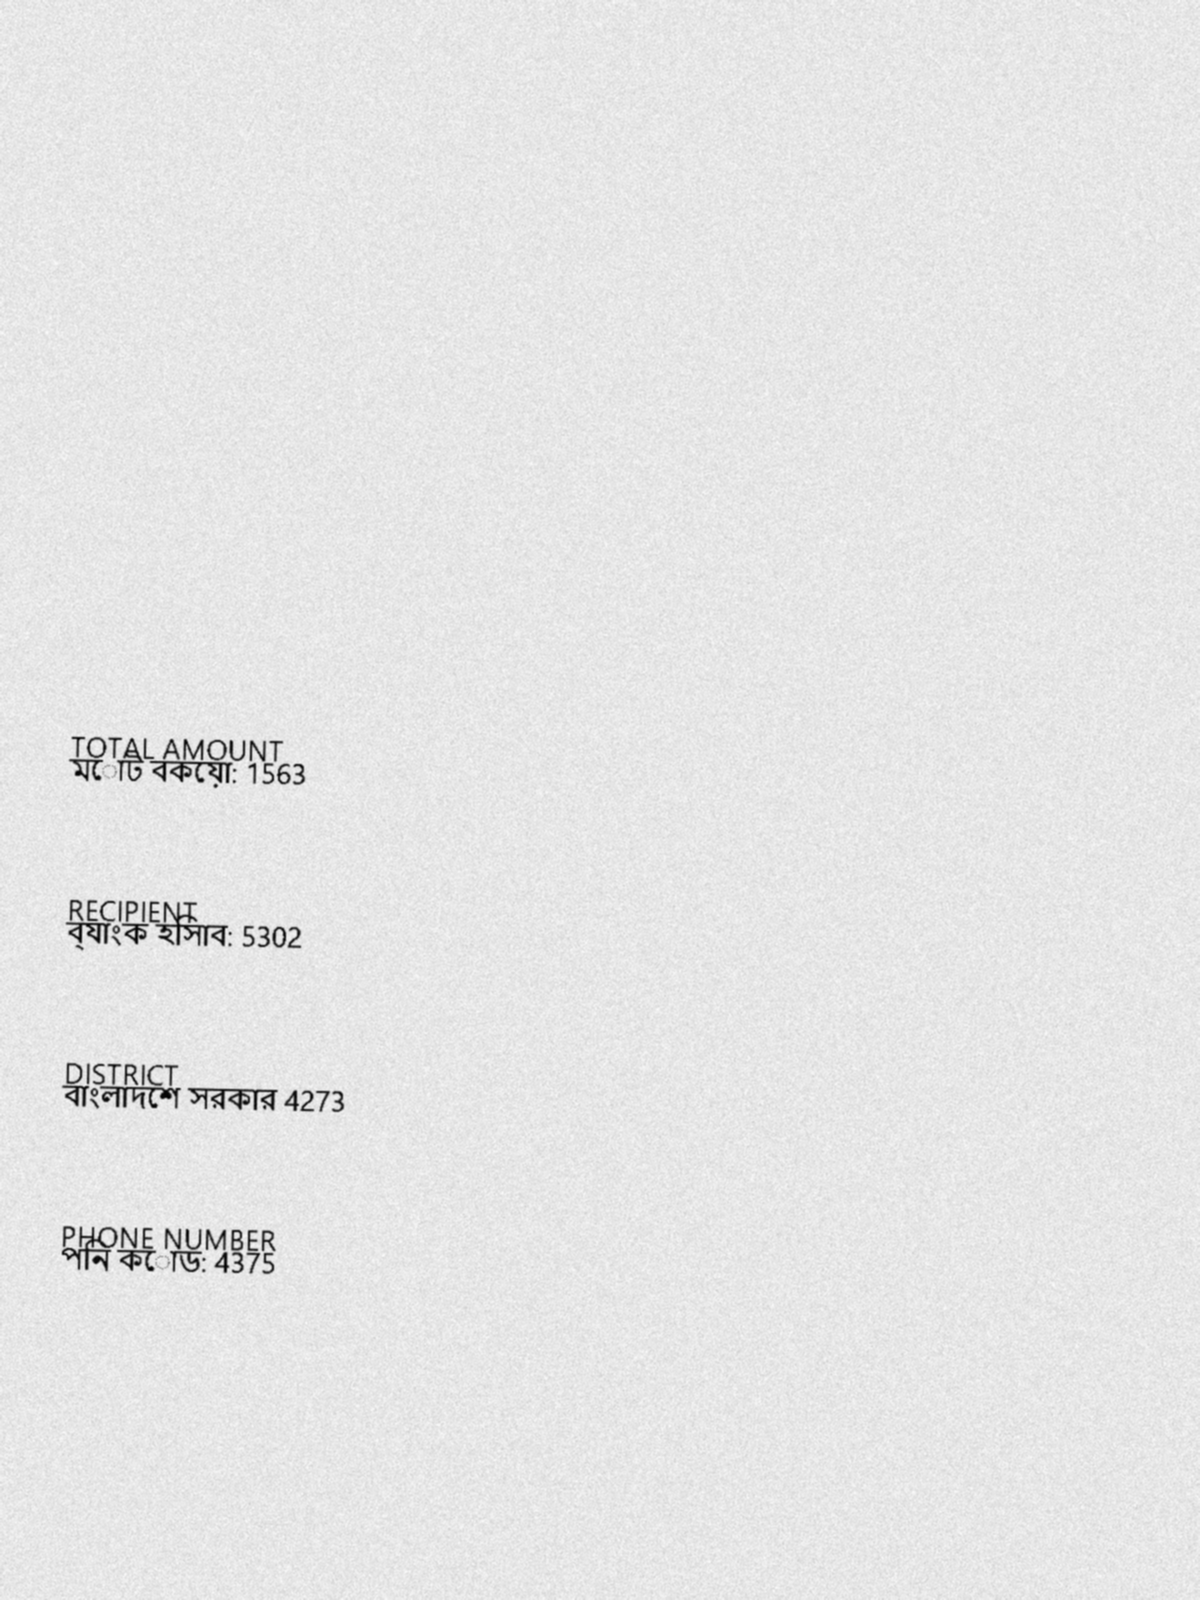 TOTAL AMOUNT
মোট বকেয়া: 1563
RECIPIENT
ব্যাংক হিসাব: 5302
DISTRICT
বাংলাদেশ সরকার 4273
PHONE NUMBER
পিন কোড: 4375